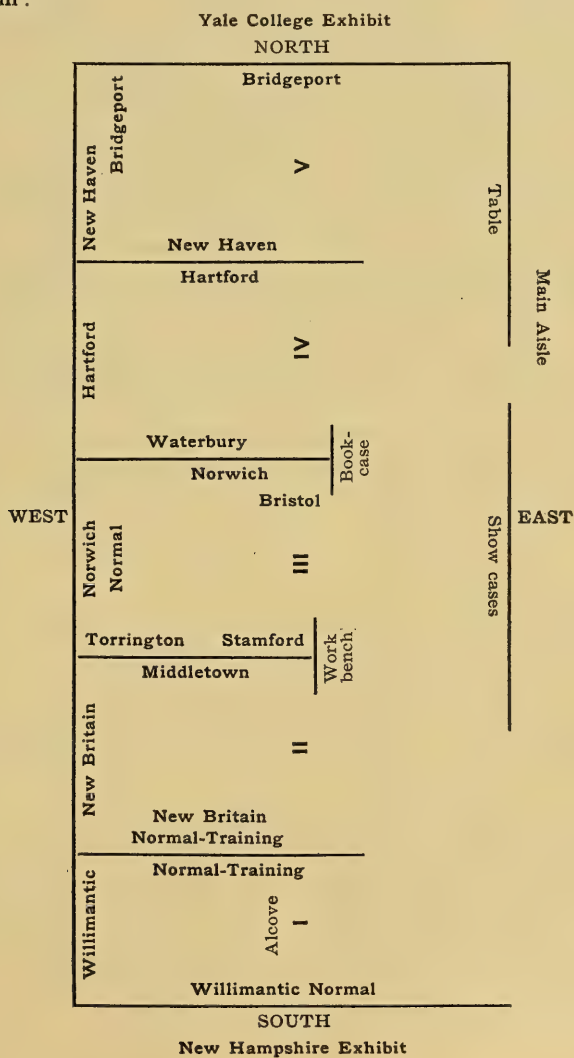 Yale College Exhibit
NORTH
Bridgeport
Bridgeport
New Haven
V
Table
New Haven
Hartford
Main Aisle
Hartford
IV
Waterbury
Book-
case
Norwich
Bristol
WEST
EAST
Norwich
Normal
III
Show cases
Torrington Stamford
Work
bench
Middletown
New Britain
II
New Britain
Normal-Training
Normal-Training
Willimantic
Alcove
I
Willimantic Normal
SOUTH
New Hampshire Exhibit